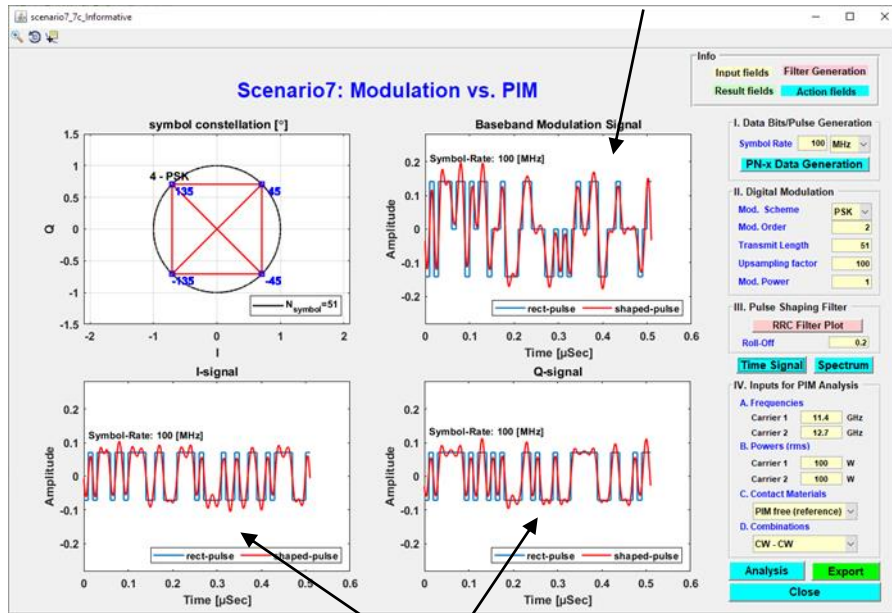 scenario7_7c_Informative
Scenario7: Modulation vs. PIM
Info
Input fields Filter Generation
Result fields Action fields
symbol constellation [°]
1.5
1
0.5
0
-0.5
-1
-1.5
Q
4 - PSK
135
45
-135
-45
N_symbol=51
-2 -1 0 1 2
I
Baseband Modulation Signal
0.2
0.1
0
-0.1
-0.2
Amplitude
Symbol-Rate: 100 [MHz]
rect-pulse shaped-pulse
0 0.1 0.2 0.3 0.4 0.5 0.6
Time [µSec]
I-signal
0.2
0.1
0
-0.1
-0.2
Amplitude
Symbol-Rate: 100 [MHz]
rect-pulse shaped-pulse
0 0.1 0.2 0.3 0.4 0.5 0.6
Time [µSec]
Q-signal
0.2
0.1
0
-0.1
-0.2
Amplitude
Symbol-Rate: 100 [MHz]
rect-pulse shaped-pulse
0 0.1 0.2 0.3 0.4 0.5 0.6
Time [µSec]
I. Data Bits/Pulse Generation
Symbol Rate 100 MHz
PN-x Data Generation
II. Digital Modulation
Mod. Scheme PSK
Mod. Order 2
Transmit Length 51
Upsampling factor 100
Mod. Power 1
III. Pulse Shaping Filter
RRC Filter Plot
Roll-Off 0.2
Time Signal Spectrum
IV. Inputs for PIM Analysis
A. Frequencies
Carrier 1 11.4 GHz
Carrier 2 12.7 GHz
B. Powers (rms)
Carrier 1 100 W
Carrier 2 100 W
C. Contact Materials
PIM free (reference)
D. Combinations
CW - CW
Analysis Export
Close